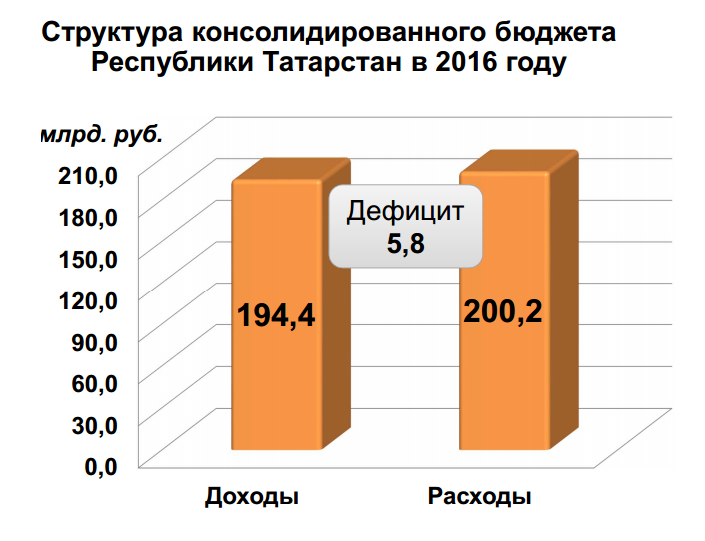 Структура консолидированного бюджета
Республики Татарстан в 2016 году
млрд. руб.
210,0
180,0
150,0
120,0
90,0
60,0
30,0
0,0
Дефицит
5,8
194,4
200,2
Доходы
Расходы